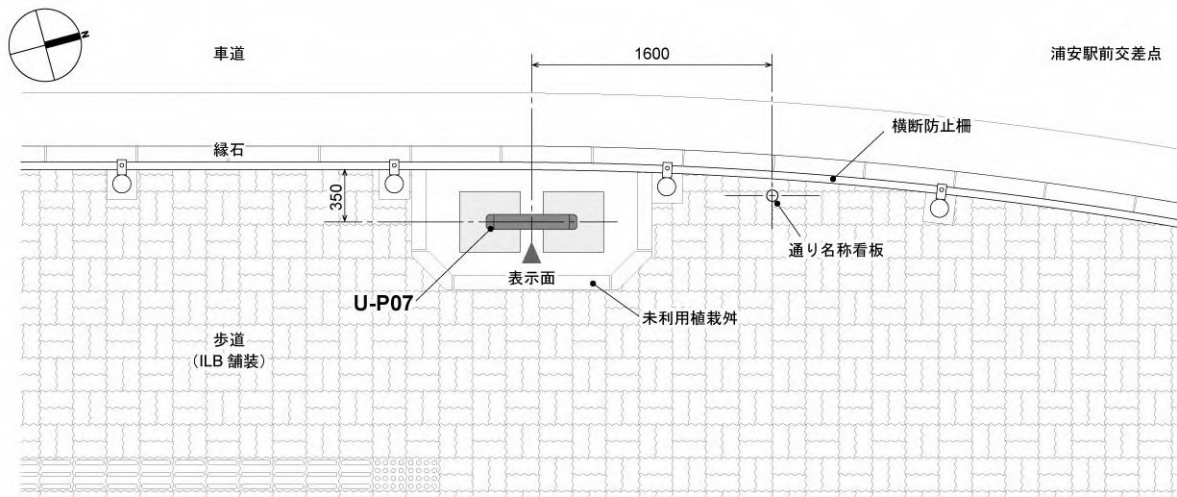 N
車道
1600
浦安駅前交差点
横断防止柵
縁石
350
通り名称看板
表示面
U-P07
未利用植栽舛
歩道
（ILB 舗装）